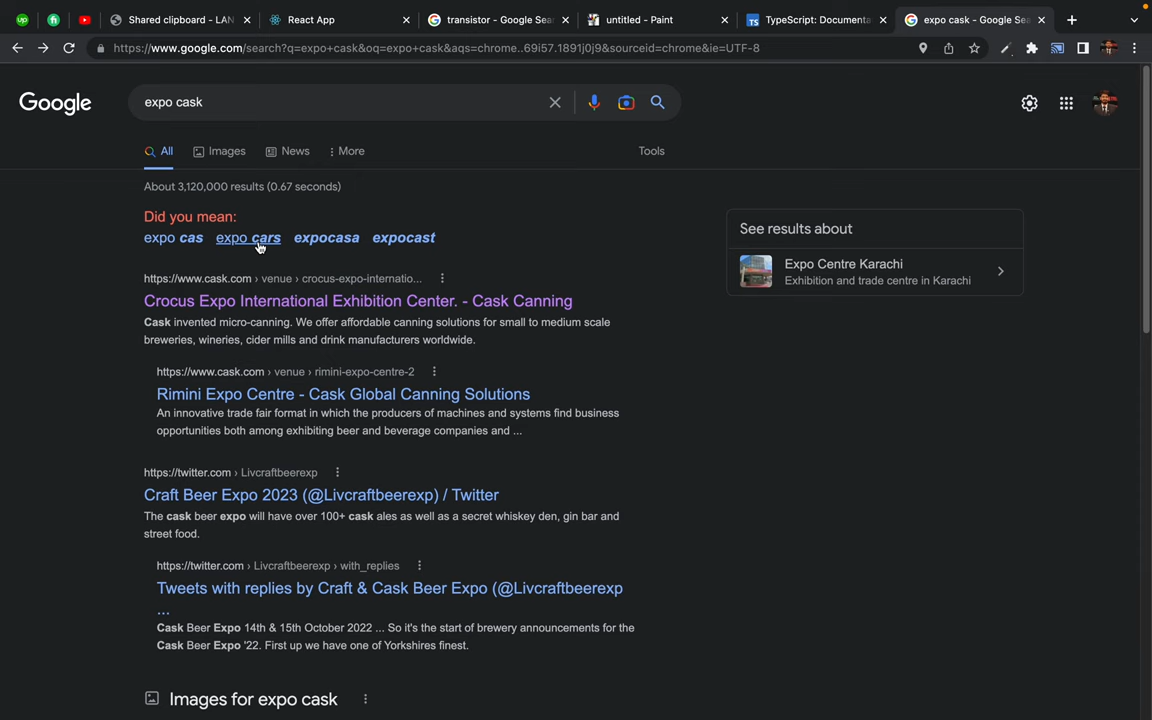 Shared clipboard - LAN
React App
transistor - Google Sea
untitled - Paint
TypeScript: Documenta
expo cask - Google Sea
https://www.google.com/search?q=expo+cask&oq=expo+cask&aqs=chrome..69i57.1891j0j9&sourceid=chrome&ie=UTF-8
Google
expo cask
All
Images
News
More
Tools
About 3,120,000 results (0.67 seconds)
Did you mean:
expo cas expo cars expocasa expocast
See results about
Expo Centre Karachi
Exhibition and trade centre in Karachi
https://www.cask.com › venue › crocus-expo-internatio...
Crocus Expo International Exhibition Center. - Cask Canning
Cask invented micro-canning. We offer affordable canning solutions for small to medium scale
breweries, wineries, cider mills and drink manufacturers worldwide.
https://www.cask.com › venue › rimini-expo-centre-2
Rimini Expo Centre - Cask Global Canning Solutions
An innovative trade fair format in which the producers of machines and systems find business
opportunities both among exhibiting beer and beverage companies and ...
https://twitter.com › Livcraftbeerexp
Craft Beer Expo 2023 (@Livcraftbeerexp) / Twitter
The cask beer expo will have over 100+ cask ales as well as a secret whiskey den, gin bar and
street food.
https://twitter.com › Livcraftbeerexp › with_replies
Tweets with replies by Craft & Cask Beer Expo (@Livcraftbeerexp
...
Cask Beer Expo 14th & 15th October 2022 ... So it's the start of brewery announcements for the
Cask Beer Expo '22. First up we have one of Yorkshires finest.
Images for expo cask